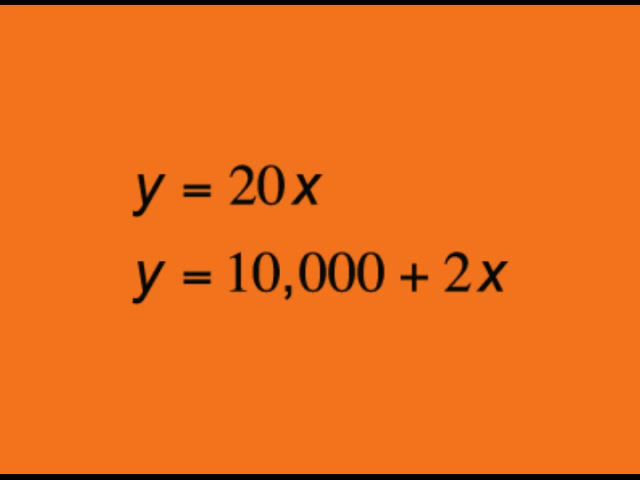 y = 20x
y = 10,000 + 2x